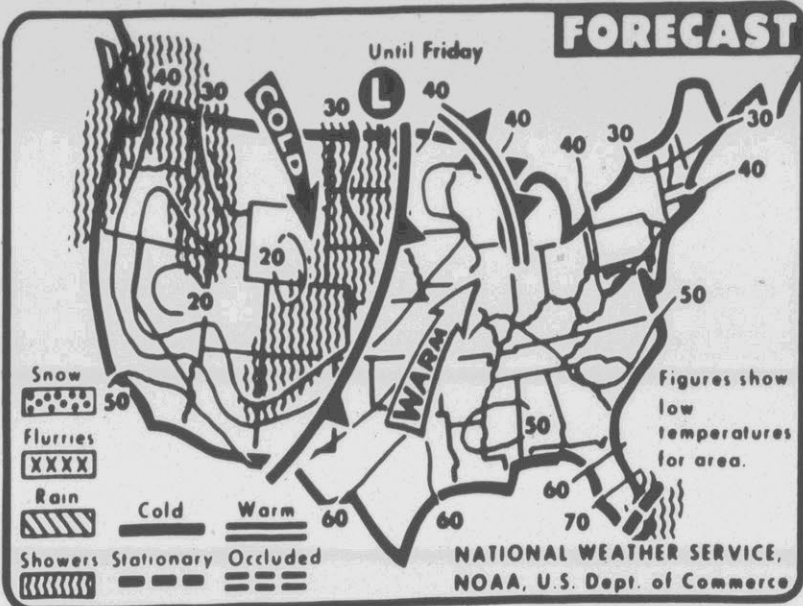 FORECAST
Until Friday
L
COLD
WARM
40
30
30
40
40
40
30
30
40
20
20
50
50
50
60
60
60
70
Figures show
low
temperatures
for area.
Snow
Flurries
XXXX
Rain
Showers
Cold
Warm
Stationary
Occluded
NATIONAL WEATHER SERVICE,
NOAA, U.S. Dept. of Commerce